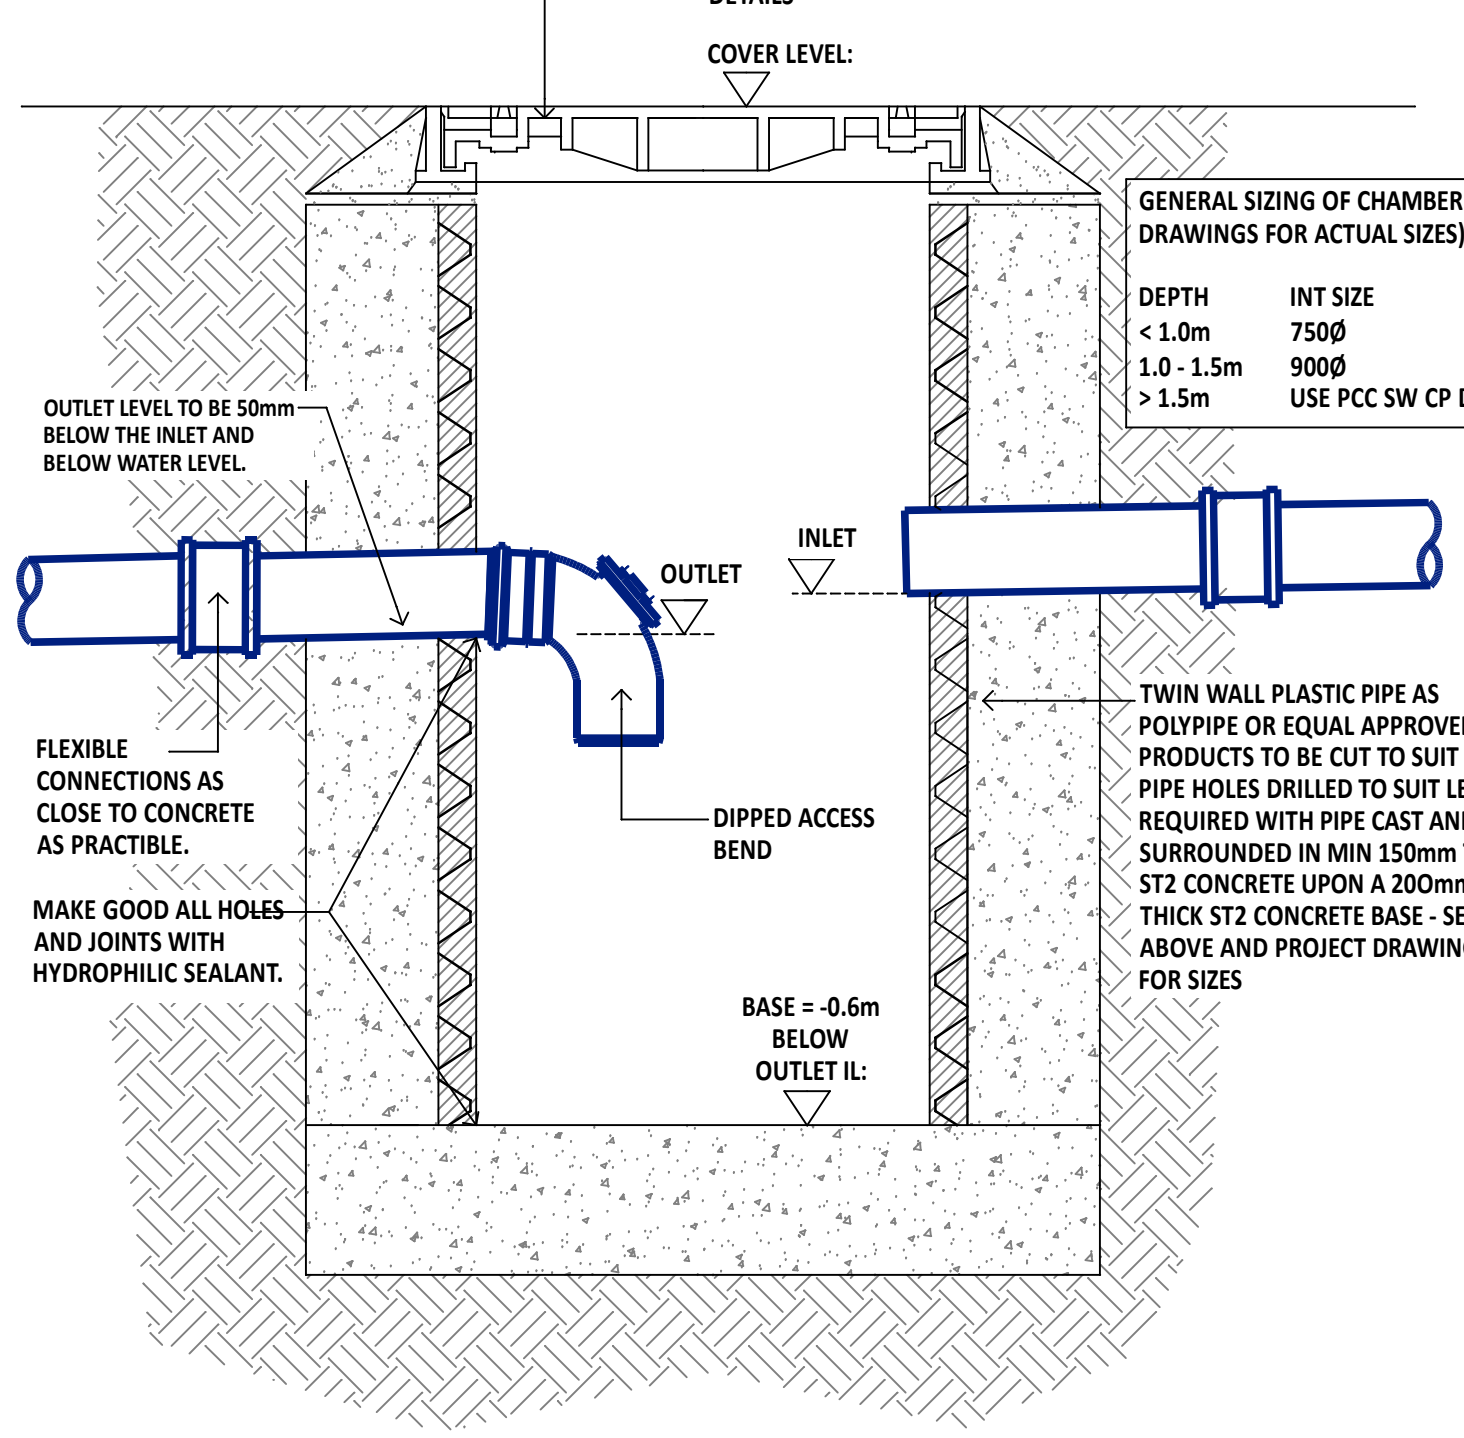 DETAILS
COVER LEVEL:
GENERAL SIZING OF CHAMBER
DRAWINGS FOR ACTUAL SIZES)
DEPTH INT SIZE
< 1.0m 750Ø
1.0 - 1.5m 900Ø
> 1.5m USE PCC SW CP
OUTLET LEVEL TO BE 50mm
BELOW THE INLET AND
BELOW WATER LEVEL.
INLET
OUTLET
FLEXIBLE
CONNECTIONS AS
CLOSE TO CONCRETE
AS PRACTIBLE.
DIPPED ACCESS
BEND
MAKE GOOD ALL HOLES
AND JOINTS WITH
HYDROPHILIC SEALANT.
TWIN WALL PLASTIC PIPE AS
POLYPIPE OR EQUAL APPROVE
PRODUCTS TO BE CUT TO SUIT
PIPE HOLES DRILLED TO SUIT LE
REQUIRED WITH PIPE CAST AND
SURROUNDED IN MIN 150mm
ST2 CONCRETE UPON A 20Omm
THICK ST2 CONCRETE BASE - SE
ABOVE AND PROJECT DRAWING
FOR SIZES
BASE = -0.6m
BELOW
OUTLET IL: